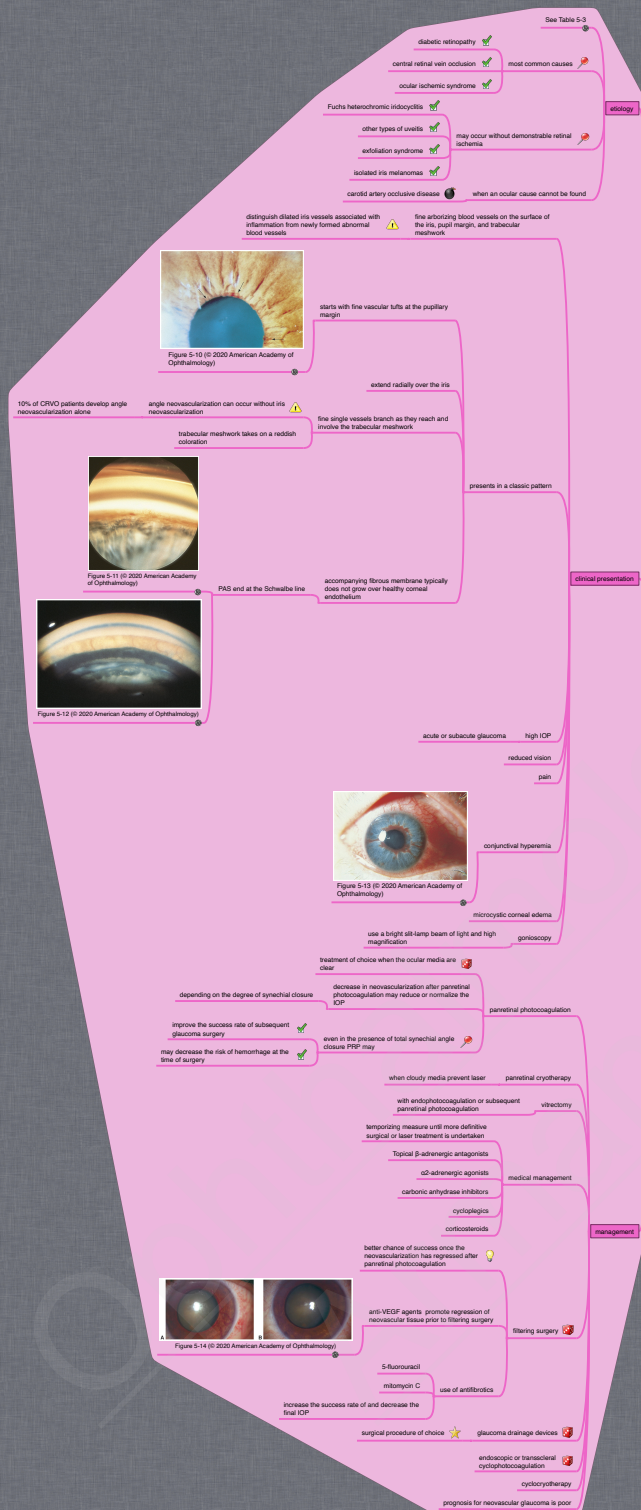 See Table 5-3
diabetic retinopathy
central retinal vein occlusion
most common causes
ocular ischemic syndrome
etiology
Fuchs heterochromic iridocyclitis
other types of uveitis
may occur without demonstrable retinal
ischemia
exfoliation syndrome
isolated iris melanomas
carotid artery occlusive disease
when an ocular cause cannot be found
distinguish dilated iris vessels associated with
inflammation from newly formed abnormal
blood vessels
fine arborizing blood vessels on the surface of
the iris, pupil margin, and trabecular
meshwork
starts with fine vascular tufts at the pupillary
margin
Figure 5-10 (© 2020 American Academy of
Ophthalmology)
extend radially over the iris
10% of CRVO patients develop angle
neovascularization alone
angle neovascularization can occur without iris
neovascularization
fine single vessels branch as they reach and
involve the trabecular meshwork
trabecular meshwork takes on a reddish
coloration
presents in a classic pattern
Figure 5-11 (© 2020 American Academy
of Ophthalmology)
PAS end at the Schwalbe line
accompanying fibrous membrane typically
does not grow over healthy corneal
endothelium
clinical presentation
Figure 5-12 (© 2020 American Academy of Ophthalmology)
acute or subacute glaucoma
high IOP
reduced vision
pain
conjunctival hyperemia
Figure 5-13 (© 2020 American Academy of
Ophthalmology)
microcystic corneal edema
use a bright slit-lamp beam of light and high
magnification
gonioscopy
treatment of choice when the ocular media are
clear
depending on the degree of synechial closure
decrease in neovascularization after panretinal
photocoagulation may reduce or normalize the
IOP
panretinal photocoagulation
improve the success rate of subsequent
glaucoma surgery
even in the presence of total synechial angle
closure PRP may
may decrease the risk of hemorrhage at the
time of surgery
when cloudy media prevent laser
panretinal cryotherapy
with endophotocoagulation or subsequent
panretinal photocoagulation
vitrectomy
temporizing measure until more definitive
surgical or laser treatment is undertaken
Topical β-adrenergic antagonists
α2-adrenergic agonists
medical management
carbonic anhydrase inhibitors
cycloplegics
corticosteroids
management
better chance of success once the
neovascularization has regressed after
panretinal photocoagulation
A
B
Figure 5-14 (© 2020 American Academy of Ophthalmology)
anti-VEGF agents promote regression of
neovascular tissue prior to filtering surgery
filtering surgery
5-fluorouracil
mitomycin C
use of antifibrotics
increase the success rate of and decrease the
final IOP
surgical procedure of choice
glaucoma drainage devices
endoscopic or transscleral
cyclophotocoagulation
cyclocryotherapy
prognosis for neovascular glaucoma is poor